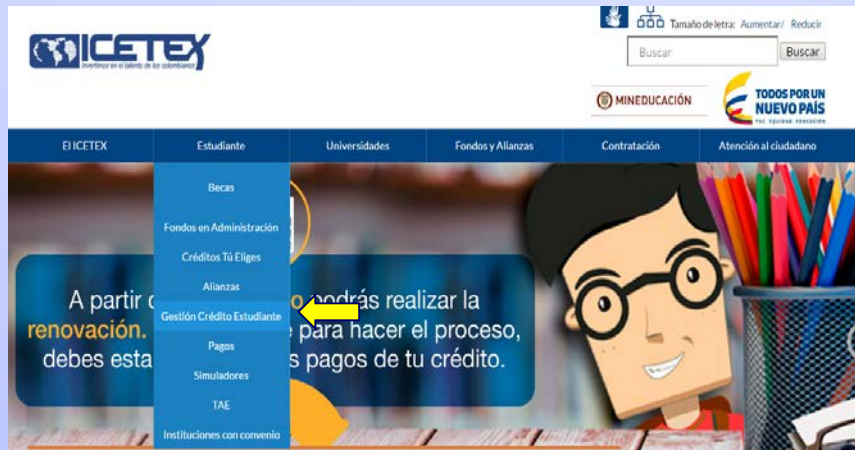 Tamaño de letra: Aumentar/ Reducir
ICETEX
Invertimos en el talento de los colombianos
Buscar Buscar
MINEDUCACIÓN
TODOS POR UN
NUEVO PAÍS
PAZ EQUIDAD EDUCACIÓN
El ICETEX Estudiante Universidades Fondos y Alianzas Contratación Atención al ciudadano
Becas
Fondos en Administración
Créditos Tú Eliges
Alianzas
Gestión Crédito Estudiante
Pagos
Simuladores
TAE
Instituciones con convenio
A partir o podrás realizar la
renovación. para hacer el proceso,
debes esta s pagos de tu crédito.